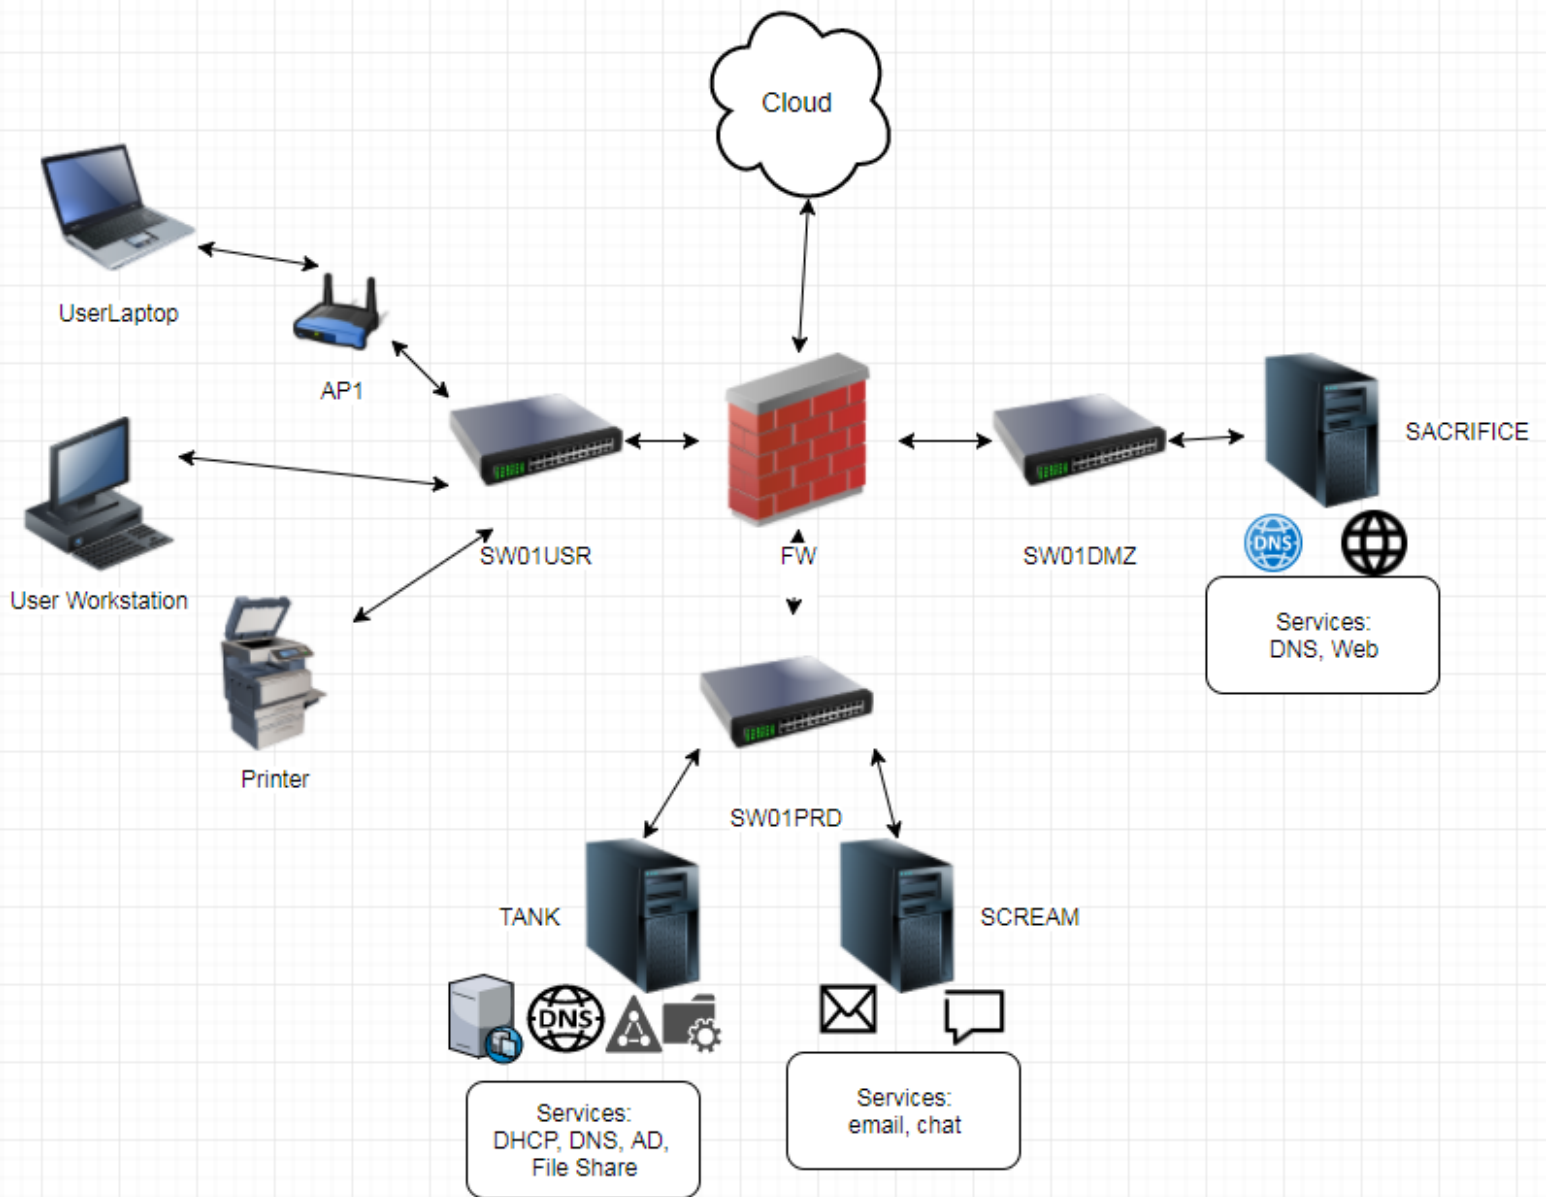 Cloud
UserLaptop
AP1
SACRIFICE
DNS
SW01USR
FW
SW01DMZ
User Workstation
Services:
DNS, Web
Printer
SW01PRD
TANK
SCREAM
DNS
Services:
DHCP, DNS, AD,
File Share
Services:
email, chat